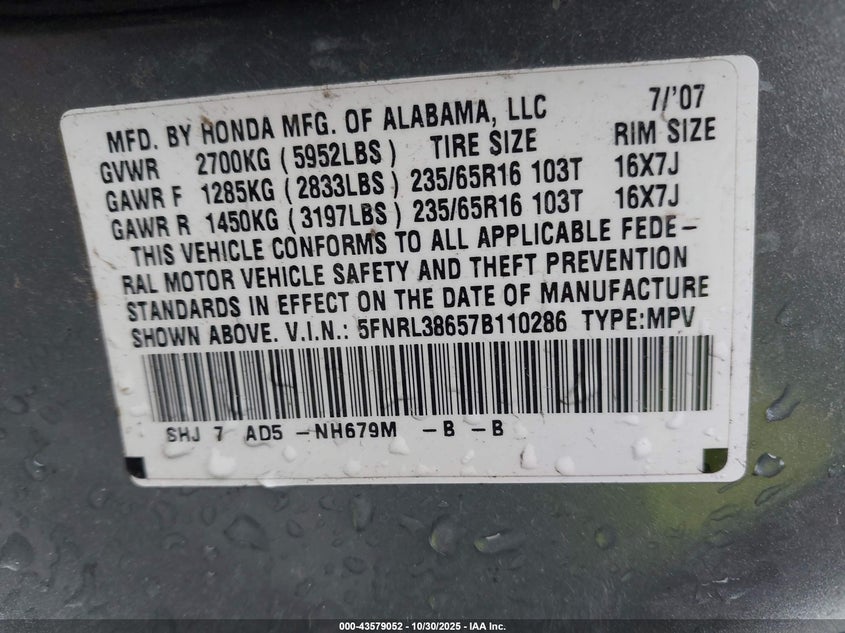 MFD. BY HONDA MFG. OF ALABAMA, LLC 7/'07
GVWR 2700KG (5952LBS) TIRE SIZE RIM SIZE
GAWR F 1285KG (2833LBS) 235/65R16 103T 16X7J
GAWR R 1450KG (3197LBS) 235/65R16 103T 16X7J
THIS VEHICLE CONFORMS TO ALL APPLICABLE FEDE-
RAL MOTOR VEHICLE SAFETY AND THEFT PREVENTION
STANDARDS IN EFFECT ON THE DATE OF MANUFACTURE
SHOWN ABOVE. V.I.N.: 5FNRL38657B110286 TYPE:MPV
SHJ 7 AD5 -NH679M -B -B
000-43579052 - 10/30/2025 - IAA Inc.